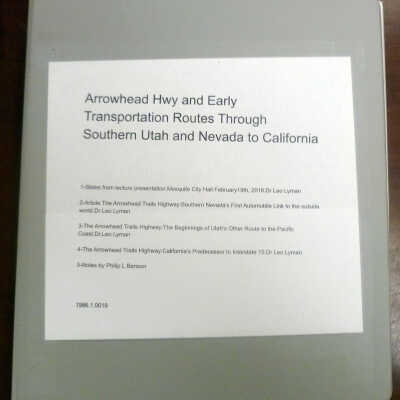 Arrowhead Hwy and Early
Transportation Routes Through
Southern Utah and Nevada to California
1-Slides from lecture presentation.Mesquite City Hall.February19th, 2016.Dr Leo Lyman
2-Article.The Arrowhead Trails Highway:Southern Nevada's First Automobile Link to the outside
world.Dr Leo Lyman
3-The Arrowhead Trails Highway:The Beginnings of Utah's Other Route to the Pacific
Coast.Dr Leo Lyman
4-The Arrowhead Trails Highway:California's Predecessor to Interstate 15.Dr Leo Lyman
5-Notes by Philip L Benson
1986.1.0019